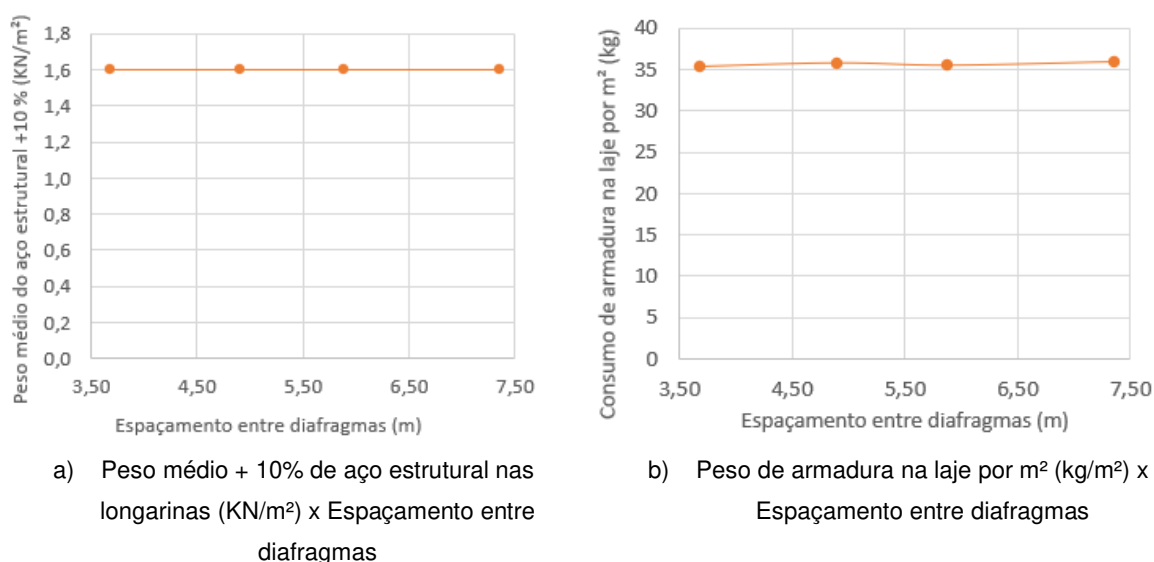 Peso médio do aço estrutural +10 % (KN/m²)
1,8
1,6
1,4
1,2
1,0
0,8
0,6
0,4
0,2
0,0
3,50 4,50 5,50 6,50 7,50
Espaçamento entre diafragmas (m)
a) Peso médio + 10% de aço estrutural nas
longarinas (KN/m²) x Espaçamento entre
diafragmas
Consumo de armadura na laje por m² (kg)
40
35
30
25
20
15
10
5
0
3,50 4,50 5,50 6,50 7,50
Espaçamento entre diafragmas (m)
b) Peso de armadura na laje por m² (kg/m²) x
Espaçamento entre diafragmas